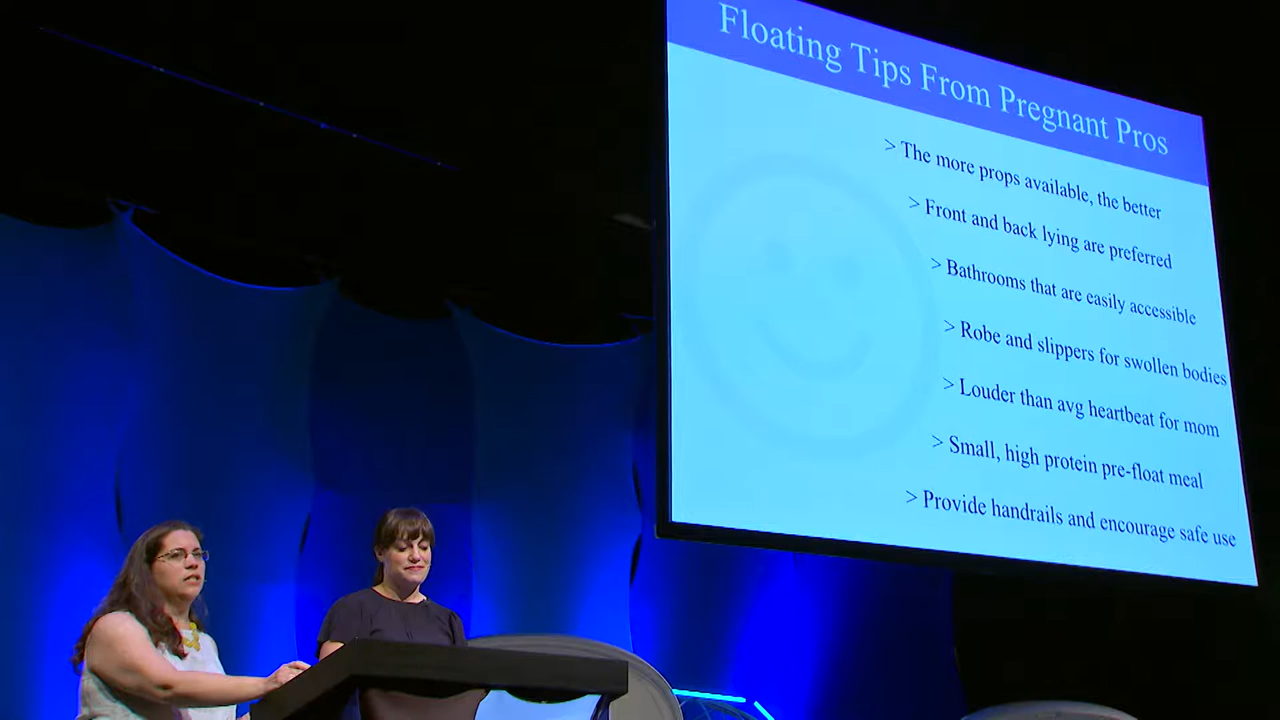 Floating Tips From Pregnant Pros
> The more props available, the better
> Front and back lying are preferred
> Bathrooms that are easily accessible
> Robe and slippers for swollen bodies
> Louder than avg heartbeat for mom
> Small, high protein pre-float meal
> Provide handrails and encourage safe use